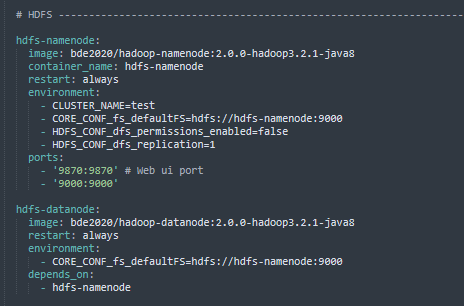 # HDFS ----------------------------------------------------------------
hdfs-namenode:
  image: bde2020/hadoop-namenode:2.0.0-hadoop3.2.1-java8
  container_name: hdfs-namenode
  restart: always
  environment:
    - CLUSTER_NAME=test
    - CORE_CONF_fs_defaultFS=hdfs://hdfs-namenode:9000
    - HDFS_CONF_dfs_permissions_enabled=false
    - HDFS_CONF_dfs_replication=1
  ports:
    - '9870:9870' # Web ui port
    - '9000:9000'
hdfs-datanode:
  image: bde2020/hadoop-datanode:2.0.0-hadoop3.2.1-java8
  restart: always
  environment:
    - CORE_CONF_fs_defaultFS=hdfs://hdfs-namenode:9000
  depends_on:
    - hdfs-namenode